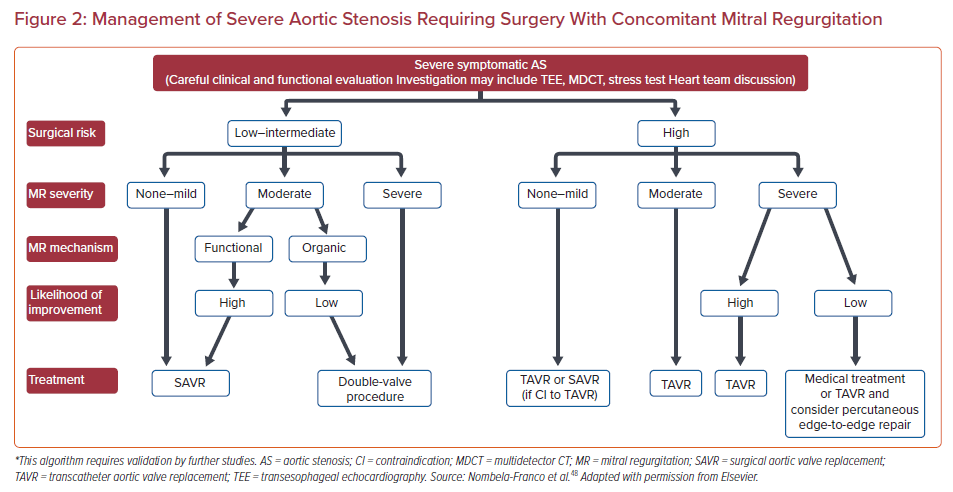 Figure 2: Management of Severe Aortic Stenosis Requiring Surgery With Concomitant Mitral Regurgitation
Severe symptomatic AS
(Careful clinical and functional evaluation Investigation may include TEE, MDCT, stress test Heart team discussion)
Surgical risk
Low–intermediate
High
MR severity
None–mild
Moderate
Severe
None–mild
Moderate
Severe
MR mechanism
Functional
Organic
Likelihood of
improvement
High
Low
High
Low
Treatment
SAVR
Double-valve
procedure
TAVR or SAVR
(if CI to TAVR)
TAVR
TAVR
Medical treatment
or TAVR and
consider percutaneous
edge-to-edge repair
*This algorithm requires validation by further studies. AS = aortic stenosis; CI = contraindication; MDCT = multidetector CT; MR = mitral regurgitation; SAVR = surgical aortic valve replacement;
TAVR = transcatheter aortic valve replacement; TEE = transesophageal echocardiography. Source: Nombela-Franco et al.⁴⁸ Adapted with permission from Elsevier.